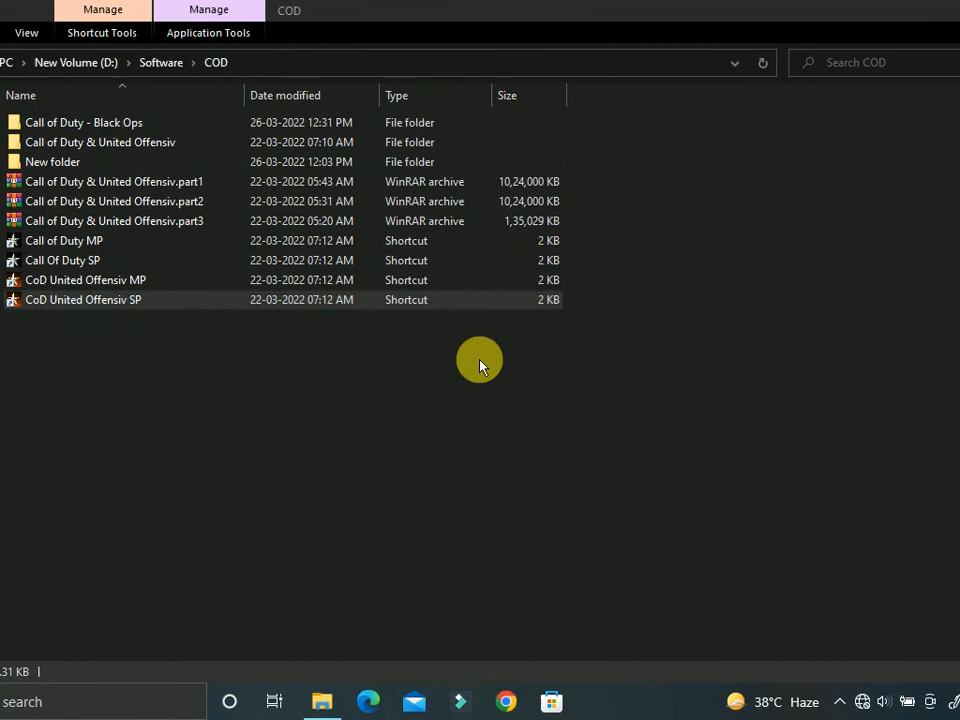 Manage Manage COD
View Shortcut Tools Application Tools
PC > New Volume (D:) > Software > COD Search COD
Name Date modified Type Size
Call of Duty - Black Ops 26-03-2022 12:31 PM File folder
Call of Duty & United Offensiv 22-03-2022 07:10 AM File folder
New folder 26-03-2022 12:03 PM File folder
Call of Duty & United Offensiv.part1 22-03-2022 05:43 AM WinRAR archive 10,24,000 KB
Call of Duty & United Offensiv.part2 22-03-2022 05:31 AM WinRAR archive 10,24,000 KB
Call of Duty & United Offensiv.part3 22-03-2022 05:20 AM WinRAR archive 1,35,029 KB
Call of Duty MP 22-03-2022 07:12 AM Shortcut 2 KB
Call Of Duty SP 22-03-2022 07:12 AM Shortcut 2 KB
CoD United Offensiv MP 22-03-2022 07:12 AM Shortcut 2 KB
CoD United Offensiv SP 22-03-2022 07:12 AM Shortcut 2 KB
.31 KB
search 38°C Haze